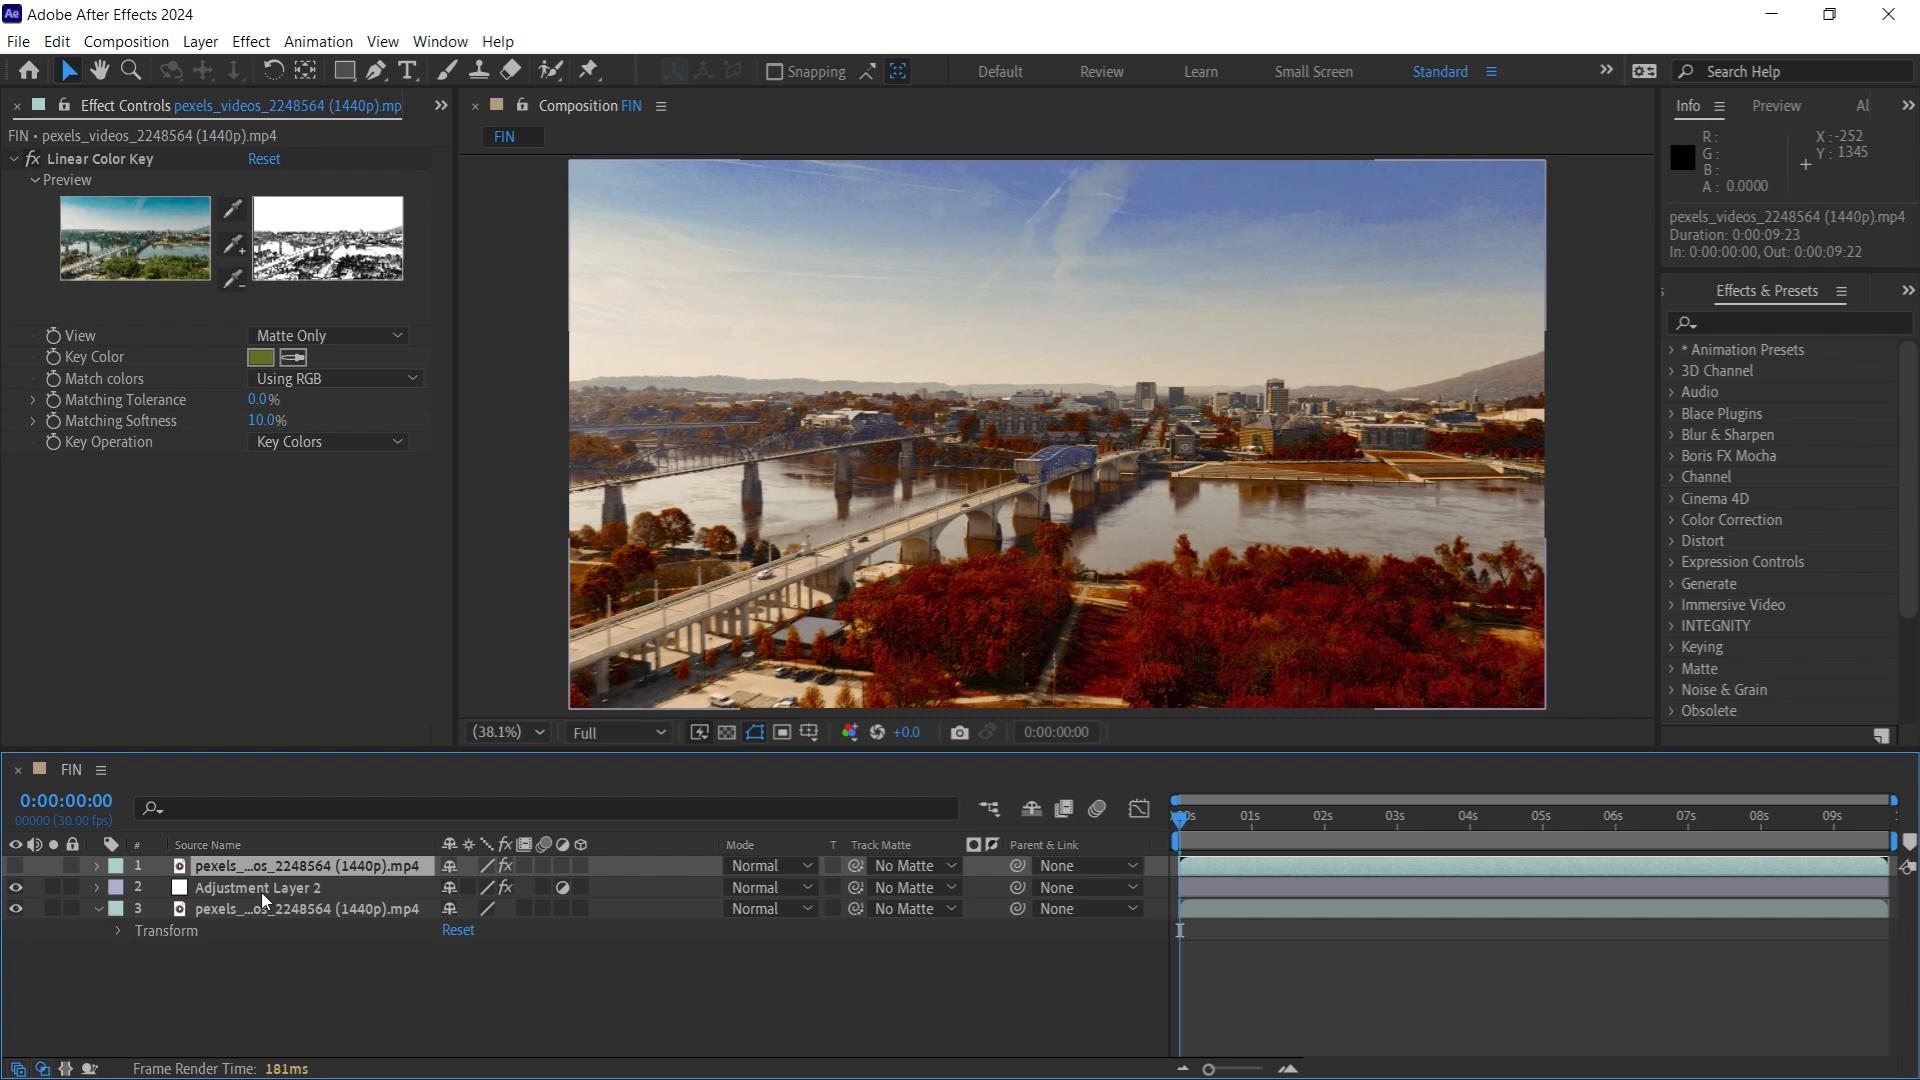 Ae Adobe After Effects 2024
File Edit Composition Layer Effect Animation View Window Help
Snapping Default Review Learn Small Screen Standard Search Help
Effect Controls pexels_videos_2248564 (1440p).mp
FIN • pexels_videos_2248564 (1440p).mp4
fx Linear Color Key Reset
Preview
View Matte Only
Key Color
Match colors Using RGB
Matching Tolerance 0.0%
Matching Softness 10.0%
Key Operation Key Colors
Composition FIN
FIN
(38.1%) Full +0.0 0:00:00:00
Info Preview Al
R: X:-252
G: Y: 1345
B:
A: 0.0000
pexels_videos_2248564 (1440p).mp4
Duration: 0:00:09:23
In: 0:00:00:00, Out: 0:00:09:22
s Effects & Presets
* Animation Presets
3D Channel
Audio
Blace Plugins
Blur & Sharpen
Boris FX Mocha
Channel
Cinema 4D
Color Correction
Distort
Expression Controls
Generate
Immersive Video
INTEGNITY
Keying
Matte
Noise & Grain
Obsolete
FIN
0:00:00:00
00000 (30.00 fps)
01s 02s 03s 04s 05s 06s 07s 08s 09s
# Source Name fx Mode T Track Matte Parent & Link
1 pexels_...os_2248564 (1440p).mp4 fx Normal No Matte None
2 Adjustment Layer 2 fx Normal No Matte None
3 pexels_...os_2248564 (1440p).mp4 Normal No Matte None
Transform Reset
Frame Render Time: 181ms